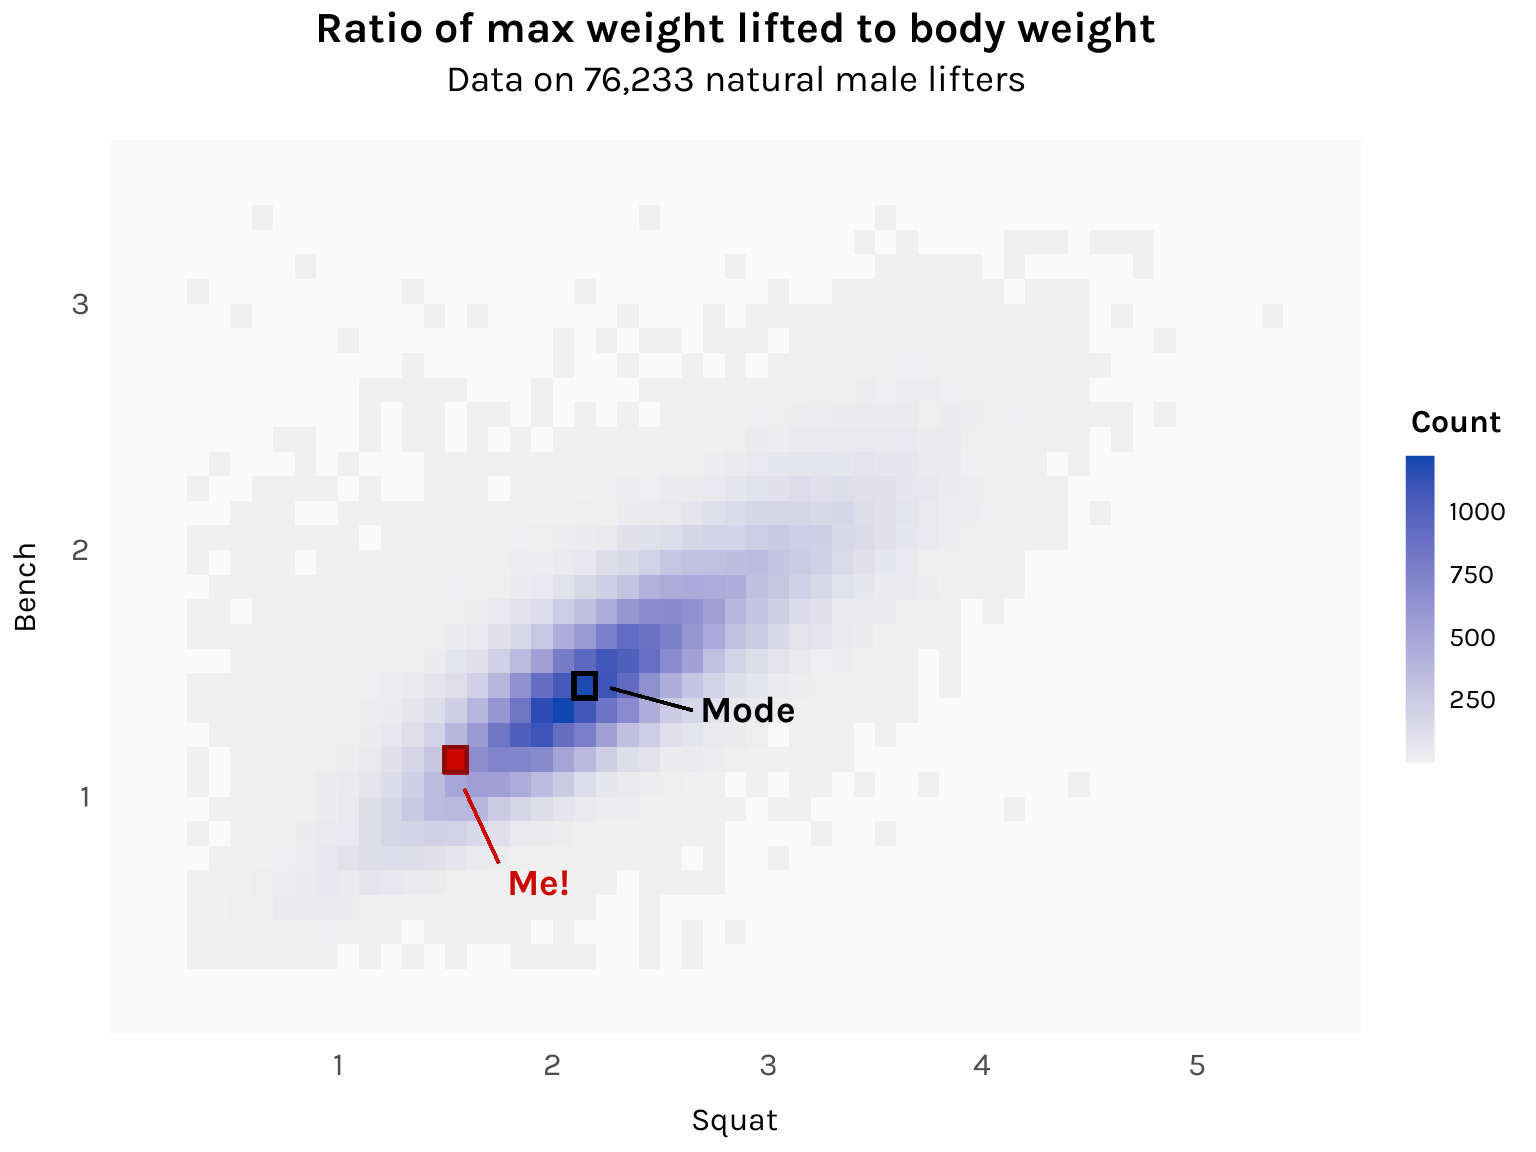 Ratio of max weight lifted to body weight
Data on 76,233 natural male lifters
3
2
1
Bench
Mode
Me!
1 2 3 4 5
Squat
Count
1000
750
500
250